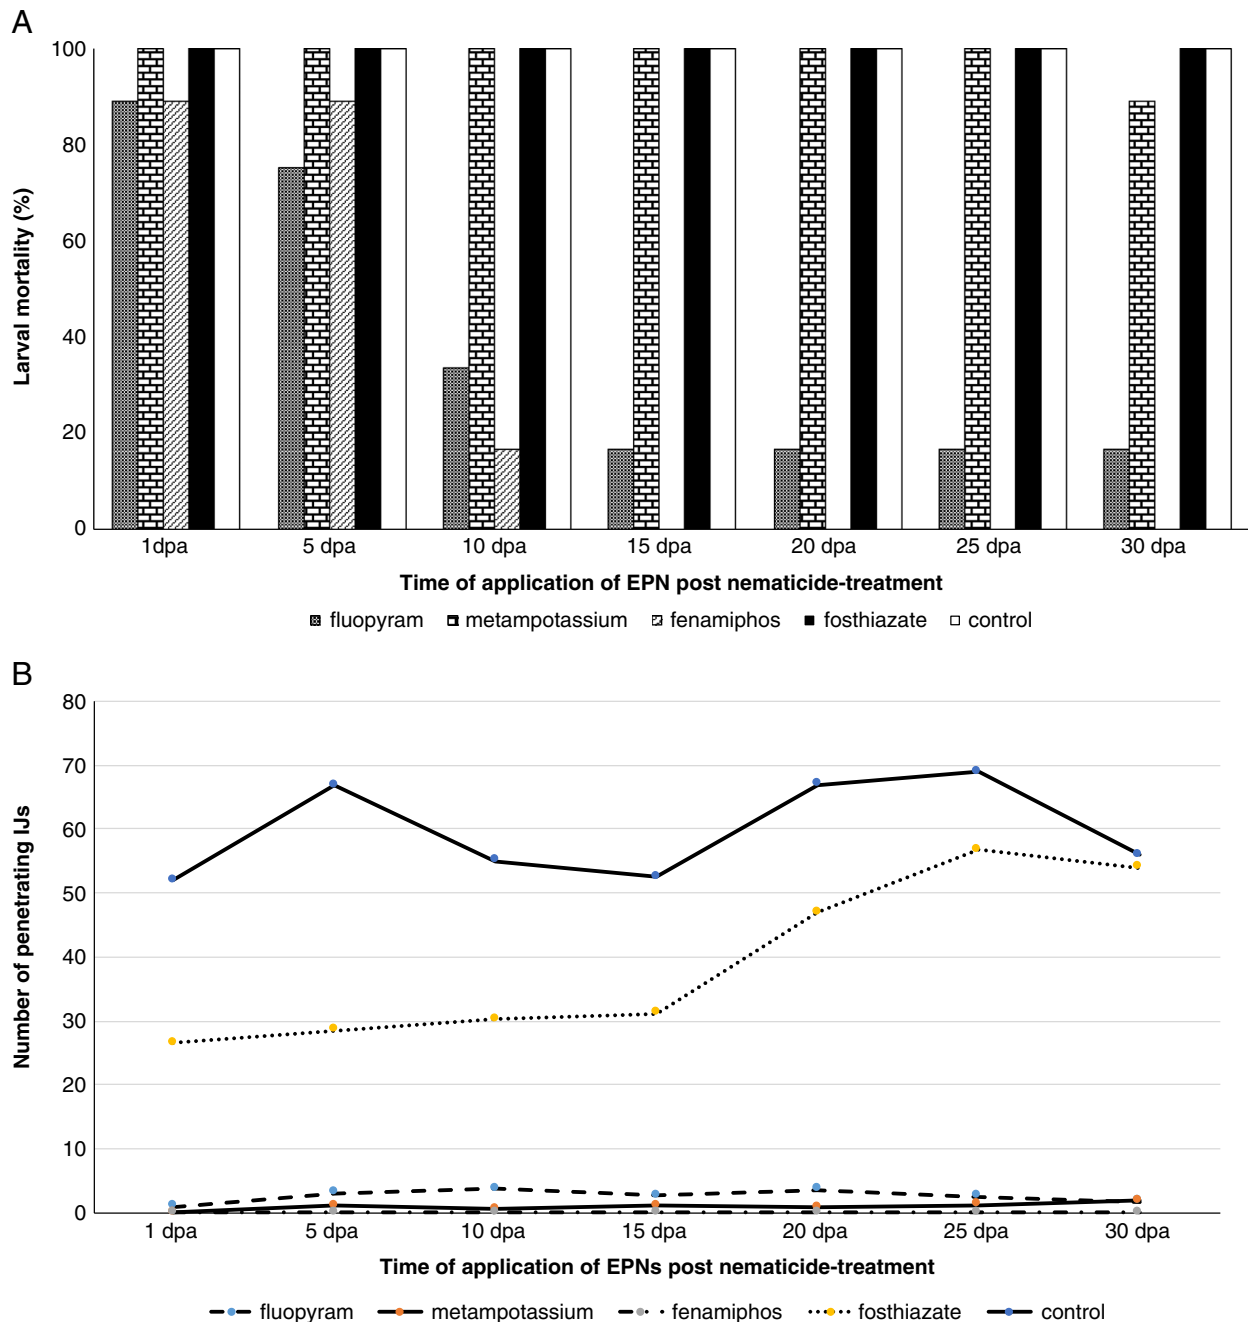 A
100
80
60
40
20
0
Larval mortality (%)
1dpa 5 dpa 10 dpa 15 dpa 20 dpa 25 dpa 30 dpa
Time of application of EPN post nematicide-treatment
fluopyram metampotassium fenamiphos fosthiazate control
B
80
70
60
50
40
30
20
10
0
Number of penetrating IJs
1 dpa 5 dpa 10 dpa 15 dpa 20 dpa 25 dpa 30 dpa
Time of application of EPNs post nematicide-treatment
fluopyram metampotassium fenamiphos fosthiazate control